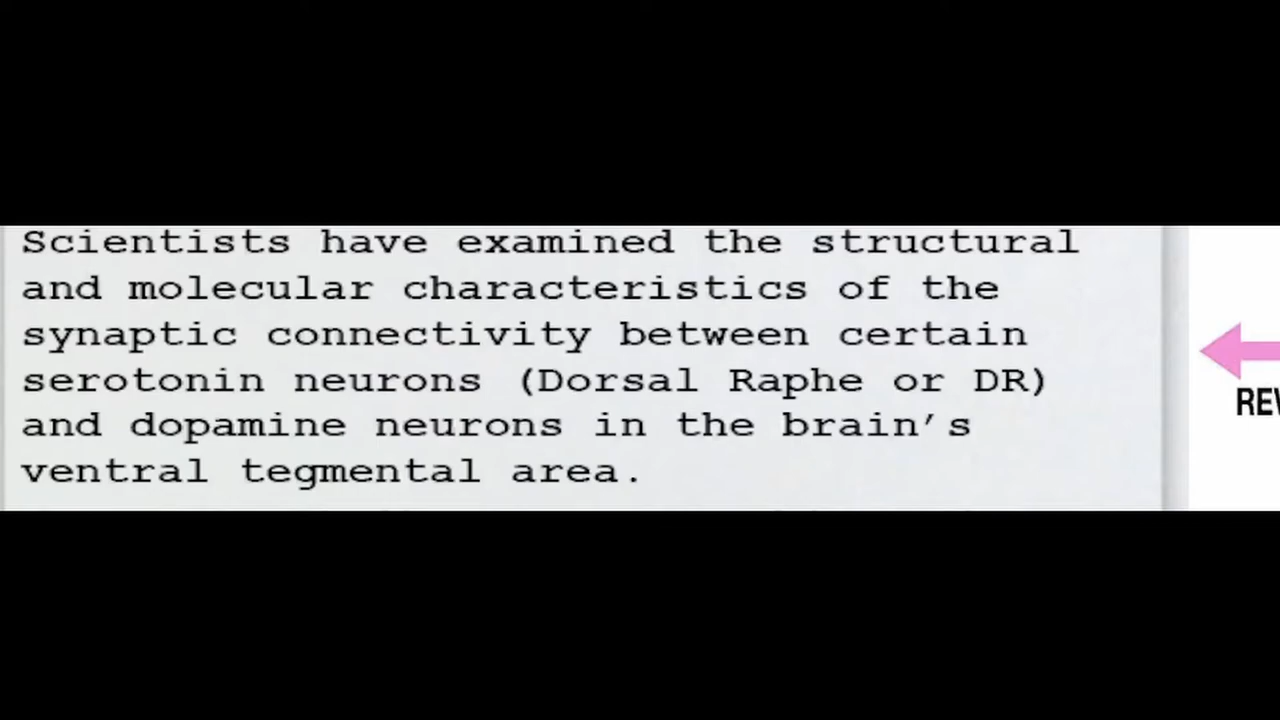 Scientists have examined the structural
and molecular characteristics of the
synaptic connectivity between certain
serotonin neurons (Dorsal Raphe or DR)
and dopamine neurons in the brain’s
ventral tegmental area.